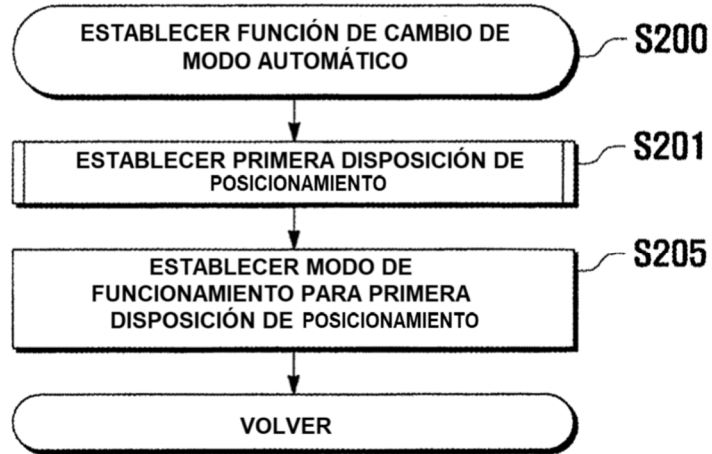 ESTABLECER FUNCIÓN DE CAMBIO DE
MODO AUTOMÁTICO
S200
ESTABLECER PRIMERA DISPOSICIÓN DE
POSICIONAMIENTO
S201
ESTABLECER MODO DE
FUNCIONAMIENTO PARA PRIMERA
DISPOSICIÓN DE POSICIONAMIENTO
S205
VOLVER